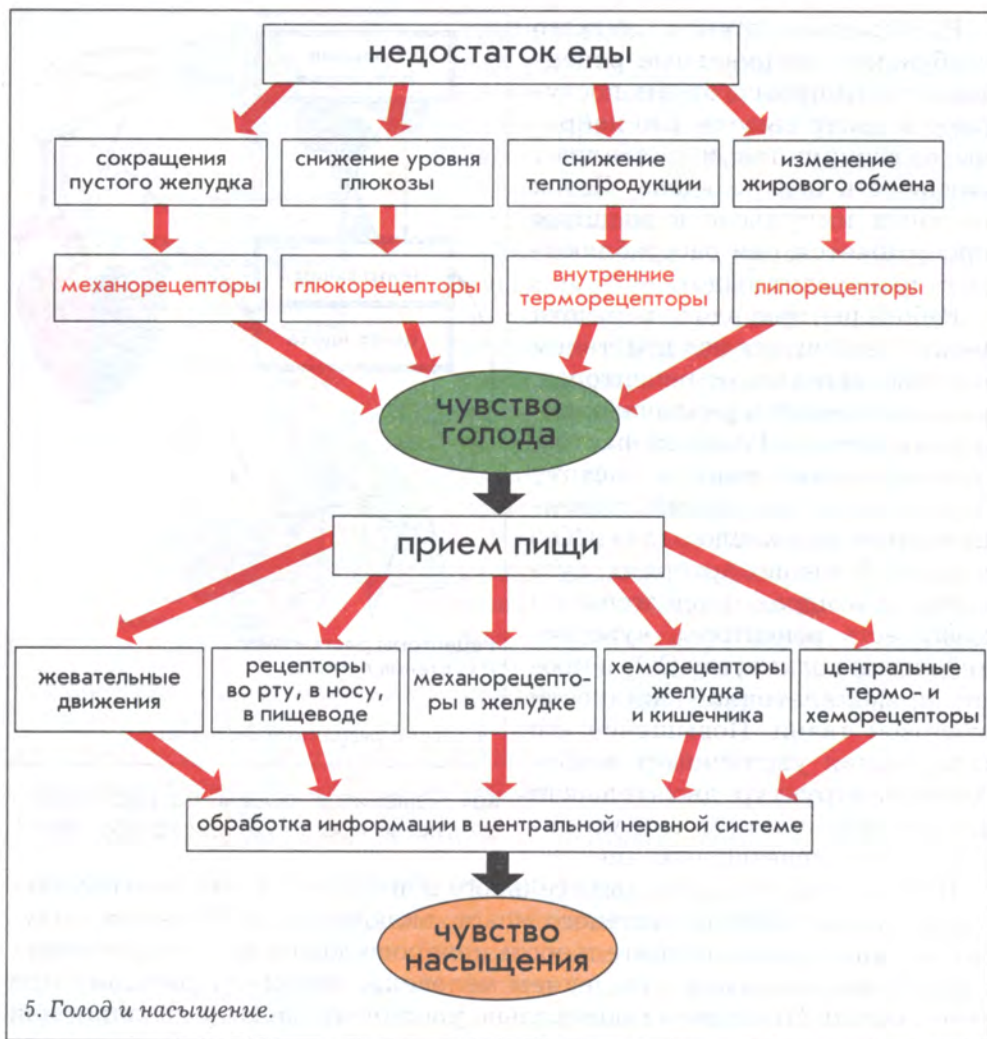 недостаток еды
сокращения
пустого желудка
снижение уровня
глюкозы
снижение
теплопродукции
изменение
жирового обмена
механорецепторы
глюкорецепторы
внутренние
терморецепторы
липорецепторы
чувство
голода
прием пищи
жевательные
движения
рецепторы
во рту, в носу,
в пищеводе
механорецепто-
ры в желудке
хеморецепторы
желудка
и кишечника
центральные
термо- и
хеморецепторы
обработка информации в центральной нервной системе
чувство
насыщения
5. Голод и насыщение.